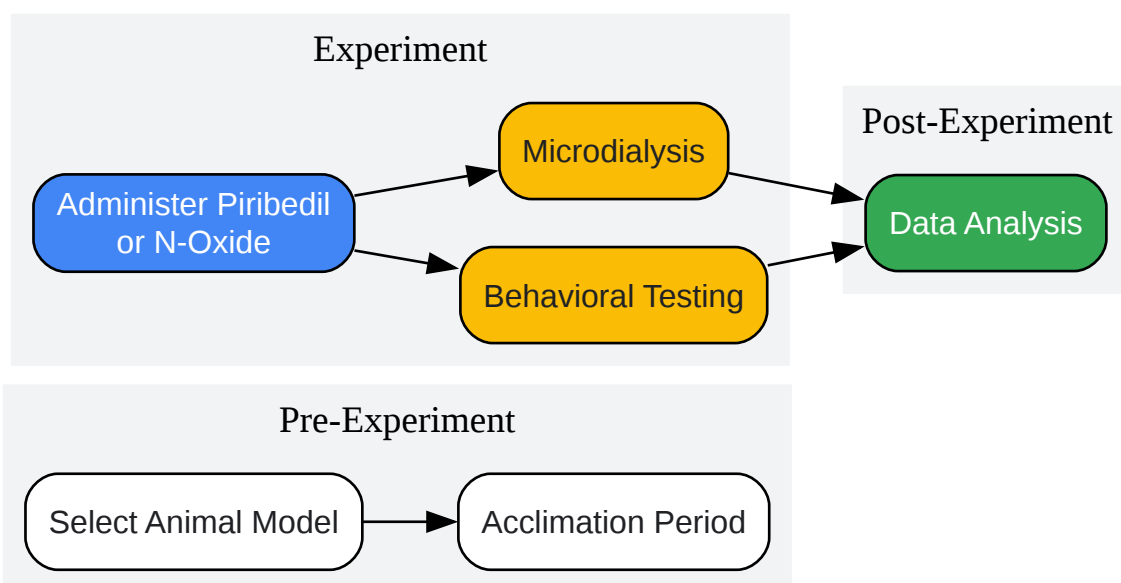 Experiment
Administer Piribedil
or N-Oxide
Microdialysis
Behavioral Testing
Post-Experiment
Data Analysis
Pre-Experiment
Select Animal Model
Acclimation Period